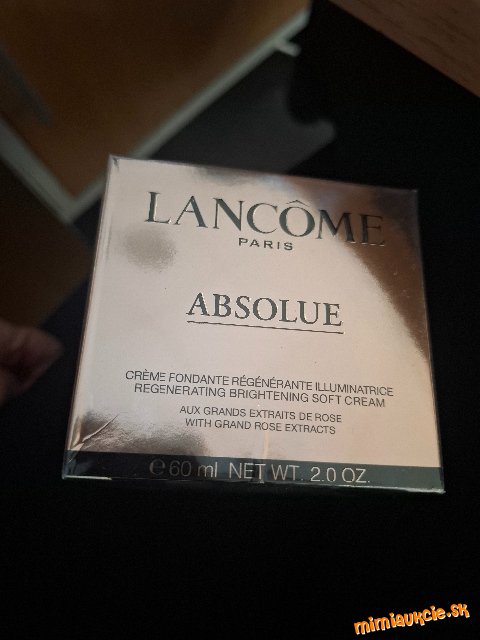 LANCÔME
PARIS
ABSOLUE
CRÈME FONDANTE RÉGÉNÉRANTE ILLUMINATRICE
REGENERATING BRIGHTENING SOFT CREAM
AUX GRANDS EXTRAITS DE ROSE
WITH GRAND ROSE EXTRACTS
℮ 60 ml NET WT. 2.0 OZ.
mimiaukcie.sk